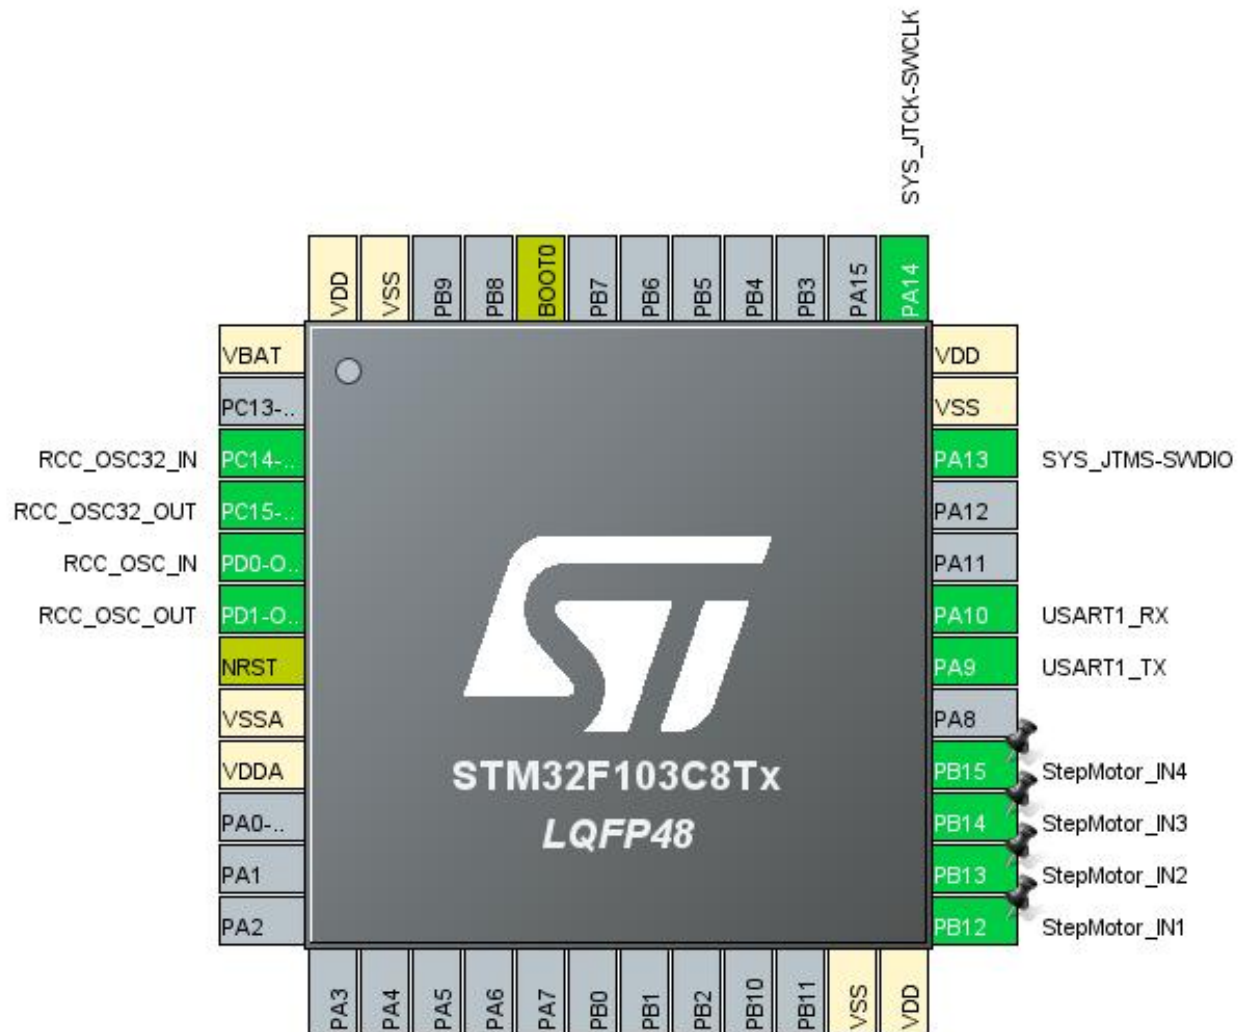 SYS_JTCK-SWCLK
VDD
VSS
PB9
PB8
BOOT0
PB7
PB6
PB5
PB4
PB3
PA15
PA14
VBAT
PC13-..
RCC_OSC32_IN
PC14-..
RCC_OSC32_OUT
PC15-..
RCC_OSC_IN
PD0-O..
RCC_OSC_OUT
PD1-O..
NRST
VSSA
VDDA
PA0-..
PA1
PA2
ST
STM32F103C8Tx
LQFP48
VDD
VSS
PA13
SYS_JTMS-SWDIO
PA12
PA11
PA10
USART1_RX
PA9
USART1_TX
PA8
PB15
StepMotor_IN4
PB14
StepMotor_IN3
PB13
StepMotor_IN2
PB12
StepMotor_IN1
PA3
PA4
PA5
PA6
PA7
PB0
PB1
PB2
PB10
PB11
VSS
VDD